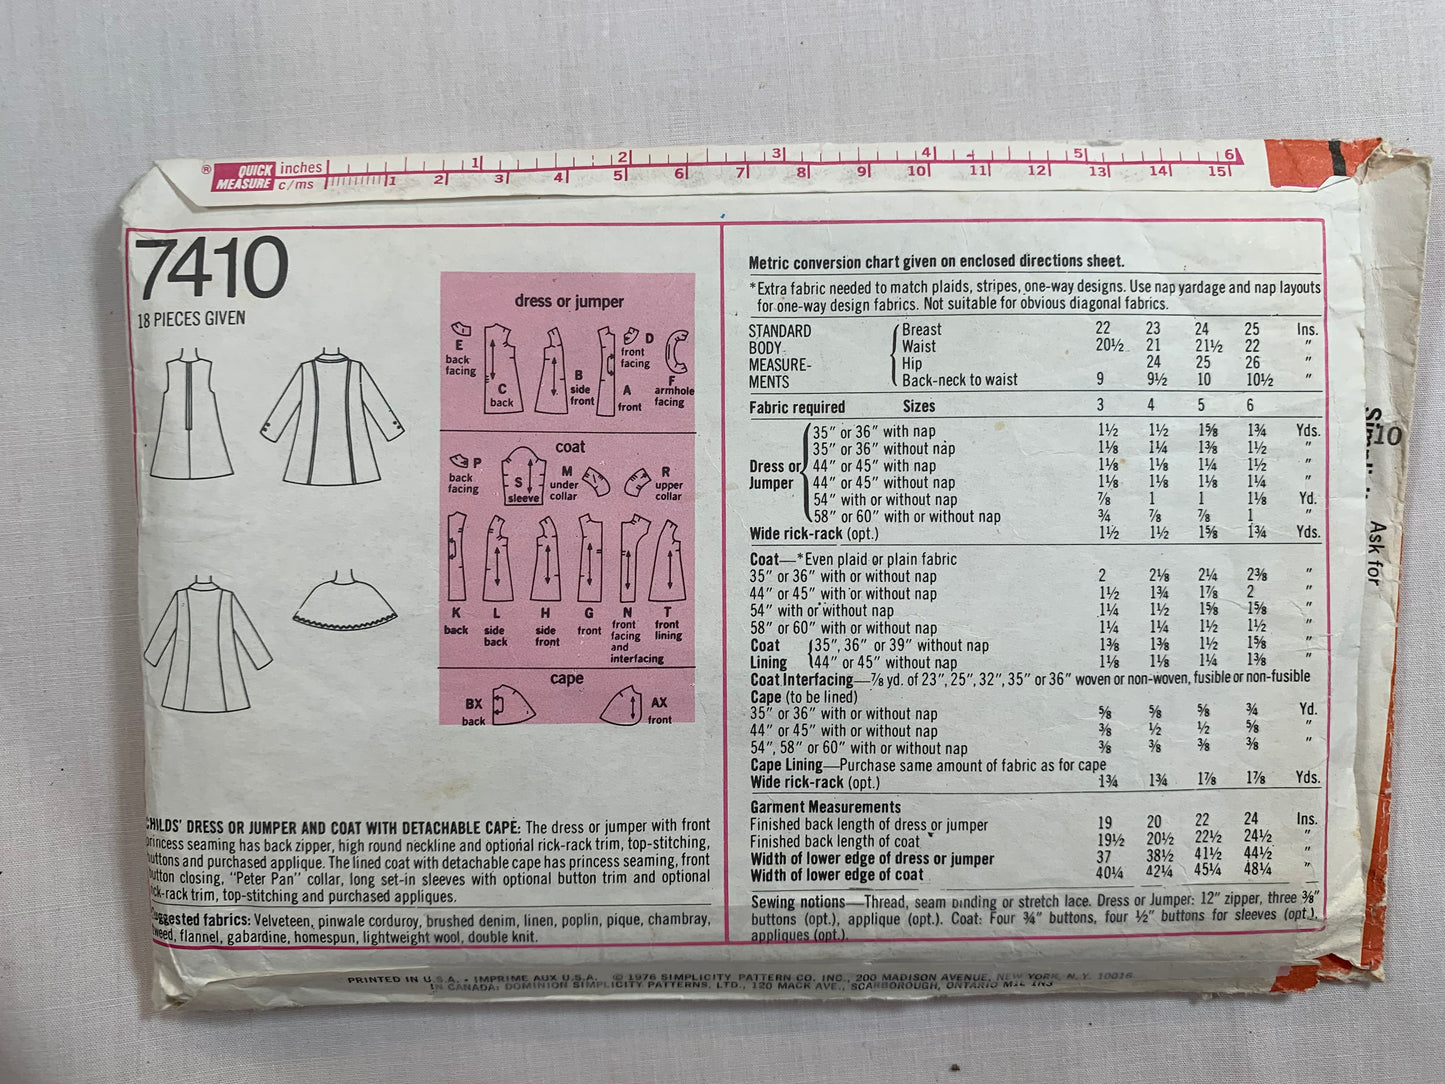 ® QUICK MEASURE inches 1 2 3 4 5 6
c/ms 1 2 3 4 5 6 7 8 9 10 11 12 13 14 15
7410
18 PIECES GIVEN
dress or jumper
E back facing
C back
B side front
A front
D front facing
F armhole facing
coat
P back facing
S sleeve
M under collar
R upper collar
K back
L side back
H side front
G front
N front facing and interfacing
T front lining
cape
BX back
AX front
CHILDS' DRESS OR JUMPER AND COAT WITH DETACHABLE CAPE: The dress or jumper with front
princess seaming has back zipper, high round neckline and optional rick-rack trim, top-stitching,
buttons and purchased applique. The lined coat with detachable cape has princess seaming, front
button closing, "Peter Pan" collar, long set-in sleeves with optional button trim and optional
rick-rack trim, top-stitching and purchased appliques.
Suggested fabrics: Velveteen, pinwale corduroy, brushed denim, linen, poplin, pique, chambray,
tweed, flannel, gabardine, homespun, lightweight wool, double knit.
Metric conversion chart given on enclosed directions sheet.
*Extra fabric needed to match plaids, stripes, one-way designs. Use nap yardage and nap layouts
for one-way design fabrics. Not suitable for obvious diagonal fabrics.
STANDARD Breast 22 23 24 25 Ins.
BODY Waist 20½ 21 21½ 22 "
MEASURE- Hip 24 25 26 "
MENTS Back-neck to waist 9 9½ 10 10½ "
Fabric required Sizes 3 4 5 6
35" or 36" with nap 1½ 1½ 1⅝ 1¾ Yds.
35" or 36" without nap 1⅛ 1¼ 1⅜ 1½ "
Dress or 44" or 45" with nap 1⅛ 1⅛ 1¼ 1½ "
Jumper 44" or 45" without nap 1⅛ 1⅛ 1⅛ 1¼ "
54" with or without nap ⅞ 1 1 1⅛ Yd.
58" or 60" with or without nap ¾ ⅞ ⅞ 1 "
Wide rick-rack (opt.) 1½ 1½ 1⅝ 1¾ Yds.
Coat—*Even plaid or plain fabric
35" or 36" with or without nap 2 2⅛ 2¼ 2⅜ "
44" or 45" with or without nap 1½ 1¾ 1⅞ 2 "
54" with or without nap 1¼ 1½ 1⅝ 1⅝ "
58" or 60" with or without nap 1¼ 1¼ 1½ 1½ "
Coat 35", 36" or 39" without nap 1⅜ 1⅜ 1½ 1⅝ "
Lining 44" or 45" without nap 1⅛ 1⅛ 1¼ 1⅜ "
Coat Interfacing—⅞ yd. of 23", 25", 32", 35" or 36" woven or non-woven, fusible or non-fusible
Cape (to be lined)
35" or 36" with or without nap ⅝ ⅝ ⅝ ¾ Yd.
44" or 45" with or without nap ⅜ ½ ½ ⅝ "
54", 58" or 60" with or without nap ⅜ ⅜ ⅜ ⅜ "
Cape Lining—Purchase same amount of fabric as for cape
Wide rick-rack (opt.) 1¾ 1¾ 1⅞ 1⅞ Yds.
Garment Measurements
Finished back length of dress or jumper 19 20 22 24 Ins.
Finished back length of coat 19½ 20½ 22½ 24½ "
Width of lower edge of dress or jumper 37 38½ 41½ 44½ "
Width of lower edge of coat 40¼ 42¼ 45¼ 48¼ "
Sewing notions—Thread, seam binding or stretch lace. Dress or Jumper: 12" zipper, three ⅜"
buttons (opt.), applique (opt.). Coat: Four ¾" buttons, four ½" buttons for sleeves (opt.),
appliques (opt.).
PRINTED IN U.S.A. • IMPRIME AUX U.S.A. © 1976 SIMPLICITY PATTERN CO. INC., 200 MADISON AVENUE, NEW YORK, N.Y. 10016
IN CANADA: DOMINION SIMPLICITY PATTERNS, LTD., 120 MACK AVE., SCARBOROUGH, ONTARIO M1L 1N3
10
Ask for